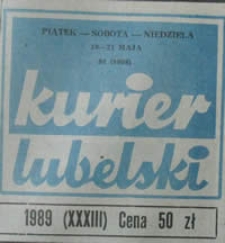 PIĄTEK — SOBOTA — NIEDZIELA
19—21 MAJA
kurier
lubelski
1989 (XXXIII) Cena 50 zł